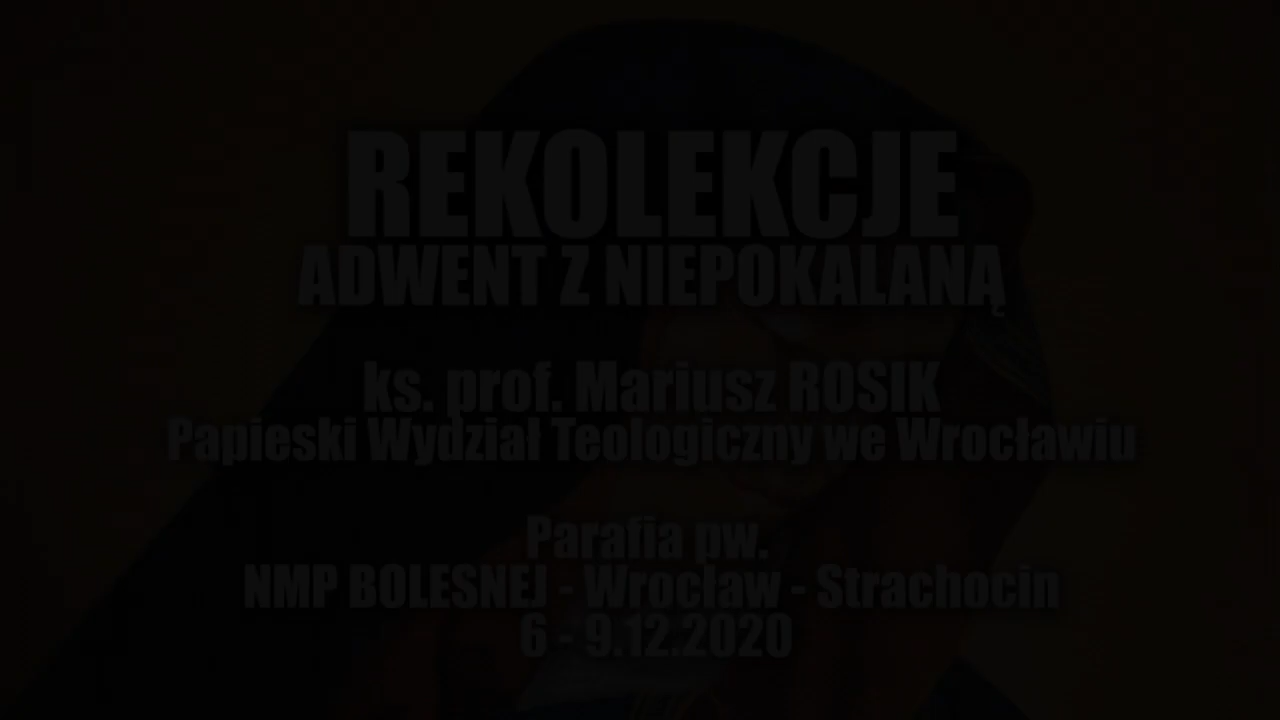 REKOLEKCJE
ADWENT Z NIEPOKALANĄ
ks. prof. Mariusz ROSIK
Papieski Wydział Teologiczny we Wrocławiu
Parafia pw.
NMP BOLESNEJ - Wrocław - Strachocin
6 - 9.12.2020